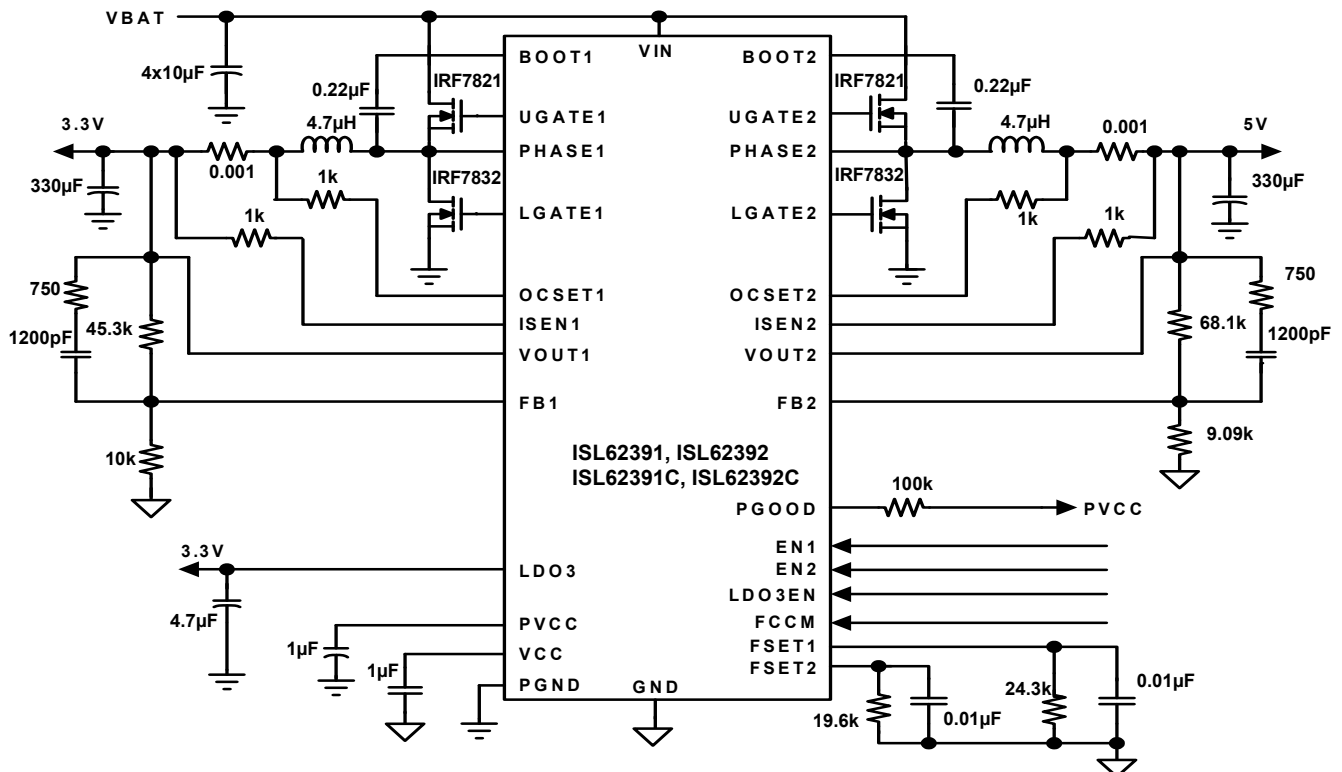 VBAT
VIN
4x10µF
BOOT1
BOOT2
IRF7821
IRF7821
0.22µF
0.22µF
UGATE1
UGATE2
3.3V
4.7µH
4.7µH
0.001
5V
PHASE1
PHASE2
0.001
330µF
1k
IRF7832
IRF7832
1k
330µF
1k
LGATE1
LGATE2
1k
750
750
OCSET1
OCSET2
1200pF
45.3k
ISEN1
ISEN2
68.1k
1200pF
VOUT1
VOUT2
FB1
FB2
10k
9.09k
ISL62391, ISL62392
ISL62391C, ISL62392C
100k
PGOOD
PVCC
3.3V
EN1
LDO3
EN2
LDO3EN
4.7µF
PVCC
FCCM
1µF
VCC
FSET1
1µF
FSET2
PGND
GND
19.6k
0.01µF
24.3k
0.01µF